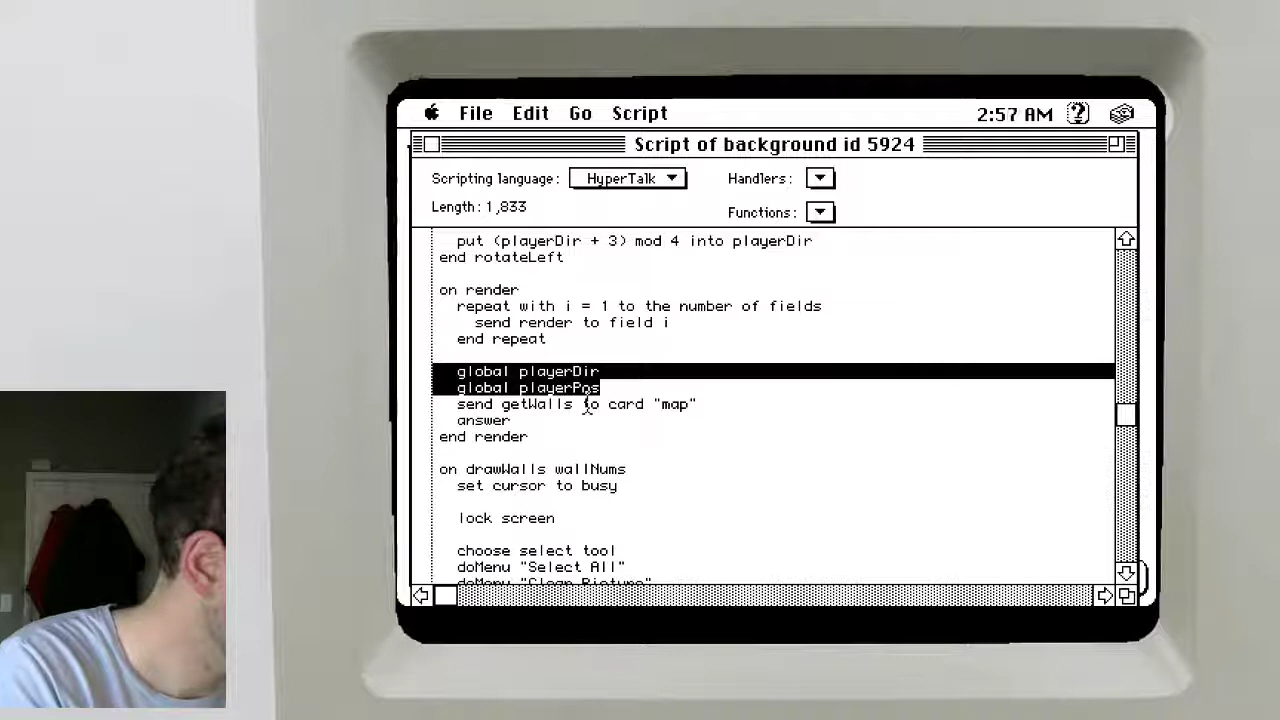 File Edit Go Script 2:57 AM
Script of background id 5924
Scripting language: HyperTalk Handlers:
Length: 1,833
Functions:
put (playerDir + 3) mod 4 into playerDir
end rotateLeft
on render
repeat with i = 1 to the number of fields
send render to field i
end repeat
global playerDir
global playerPos
send getWalls to card "map"
answer
end render
on drawWalls wallNums
set cursor to busy
lock screen
choose select tool
doMenu "Select All"
doMenu "Clean Picture"